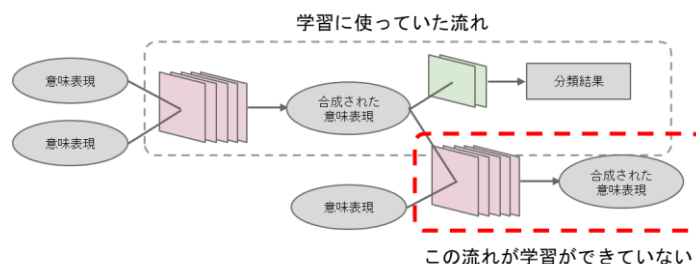 学習に使っていた流れ
意味表現
合成された
意味表現
分類結果
意味表現
意味表現
合成された
意味表現
この流れが学習ができていない